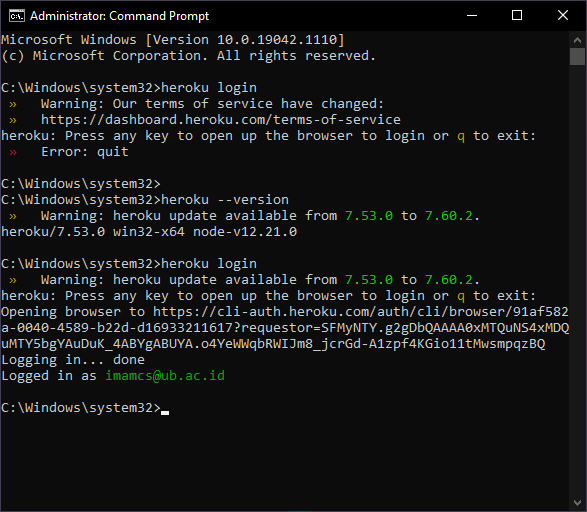 Administrator: Command Prompt
Microsoft Windows [Version 10.0.19042.1110]
(c) Microsoft Corporation. All rights reserved.
C:\Windows\system32>heroku login
» Warning: Our terms of service have changed:
» https://dashboard.heroku.com/terms-of-service
heroku: Press any key to open up the browser to login or q to exit:
» Error: quit
C:\Windows\system32>
C:\Windows\system32>heroku --version
» Warning: heroku update available from 7.53.0 to 7.60.2.
heroku/7.53.0 win32-x64 node-v12.21.0
C:\Windows\system32>heroku login
» Warning: heroku update available from 7.53.0 to 7.60.2.
heroku: Press any key to open up the browser to login or q to exit:
Opening browser to https://cli-auth.heroku.com/auth/cli/browser/91af582
a-0040-4589-b22d-d16933211617?requestor=SFMyNTY.g2gDbQAAAA0xMTQuNS4xMDQ
uMTY5bgYAuDuK_4ABYgABUYA.o4YeWWqbRWIJm8_jcrGd-A1zpf4KGio11tMwsmpqzBQ
Logging in... done
Logged in as imamcs@ub.ac.id
C:\Windows\system32>